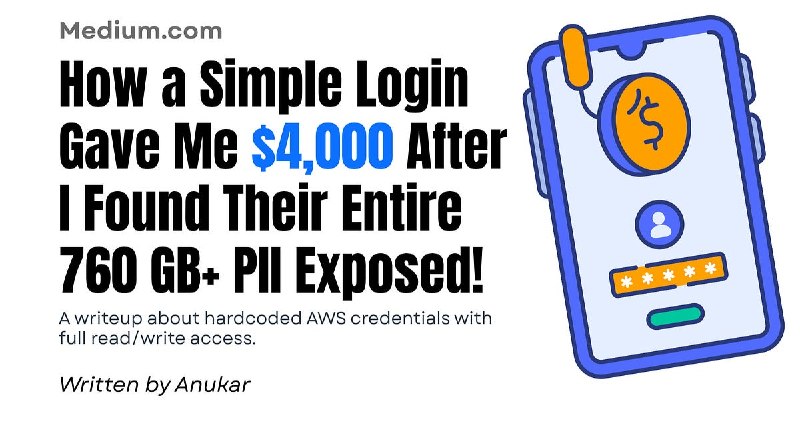 Medium.com
How a Simple Login
Gave Me $4,000 After
I Found Their Entire
760 GB+ PII Exposed!
A writeup about hardcoded AWS credentials with
full read/write access.
Written by Anukar
$
*****